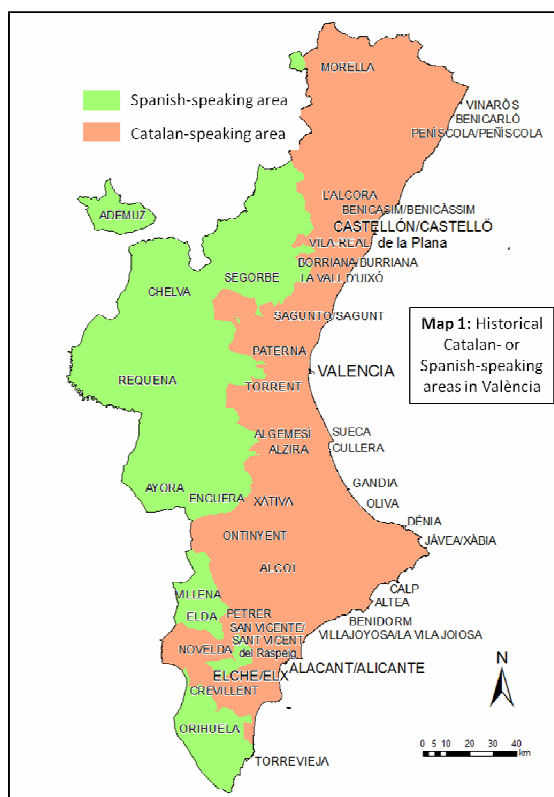 MORELLA
Spanish-speaking area
Catalan-speaking area
VINARÒS
BENICARLÓ
PENÍSCOLA/PEÑÍSCOLA
ADEMUZ
L'ALCORA
BENICASIM/BENICÀSSIM
CASTELLÓN/CASTELLÓ
de la Plana
VILA-REAL
BORRIANA/BURRIANA
LA VALL D'UIXÓ
SEGORBE
CHELVA
SAGUNTO/SAGUNT
Map 1: Historical
Catalan- or
Spanish-speaking
areas in València
PATERNA
VALENCIA
REQUENA
TORRENT
ALGEMESÍ
ALZIRA
SUECA
CULLERA
AYORA
ENGUERA
XÀTIVA
GANDIA
OLIVA
ONTINYENT
DÉNIA
JÁVEA/XÀBIA
ALCOI
VILLENA
CALP
ALTEA
ELDA
PETRER
BENIDORM
SAN VICENTE/
SANT VICENT
del Raspeig
VILLAJOYOSA/LA VILA JOIOSA
NOVELDA
ALACANT/ALICANTE
ELCHE/ELX
CREVILLENT
N
ORIHUELA
0 5 10 20 30 40
km
TORREVIEJA